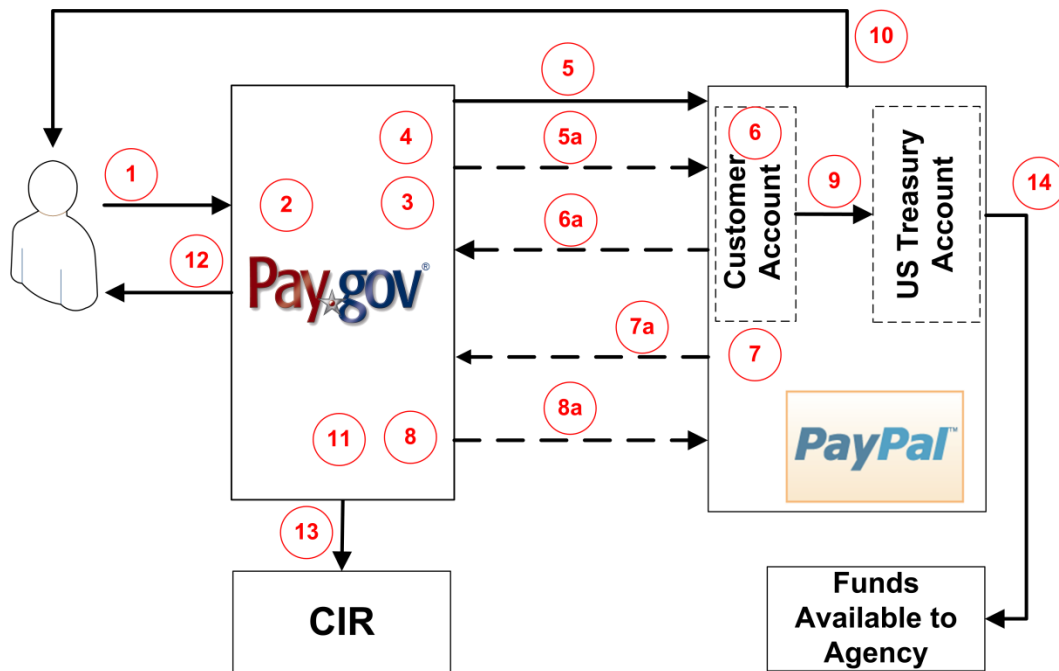 10
5
4
5a
6
1
2
3
6a
9
14
12
Customer
Account
US Treasury
Account
Pay.gov®
7a
7
11
8
8a
PayPal™
13
CIR
Funds
Available to
Agency